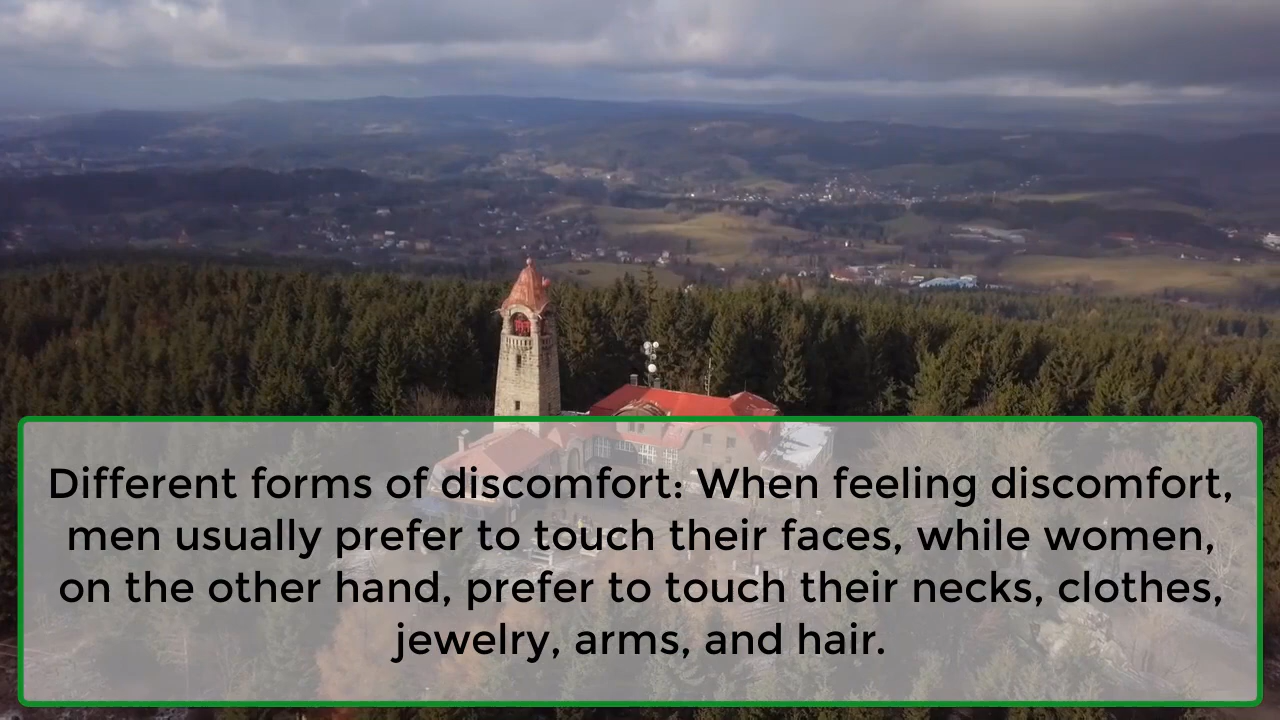 Different forms of discomfort: When feeling discomfort,
men usually prefer to touch their faces, while women,
on the other hand, prefer to touch their necks, clothes,
jewelry, arms, and hair.